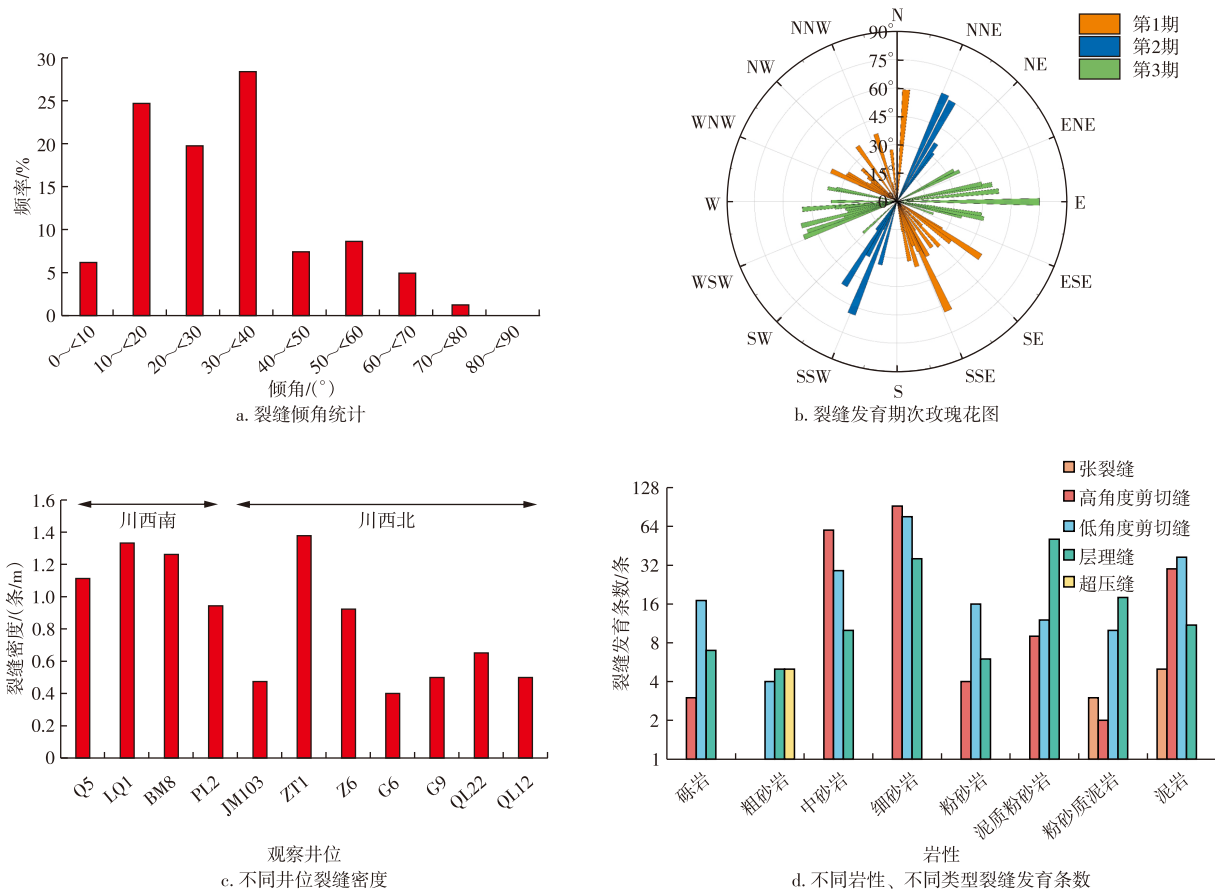 30
25
20
15
10
5
0
频率/%
0～<10
10～<20
20～<30
30～<40
40～<50
50～<60
60～<70
70～<80
80～<90
倾角/(°)
a. 裂缝倾角统计
N
NNE
NE
ENE
E
ESE
SE
SSE
S
SSW
SW
WSW
W
WNW
NW
NNW
90°
75°
60°
45°
30°
15°
0°
第1期
第2期
第3期
b. 裂缝发育期次玫瑰花图
1.6
1.4
1.2
1.0
0.8
0.6
0.4
0.2
0
裂缝密度/(条/m)
川西南
川西北
Q5
LQ1
BM8
PL2
JM103
ZT1
Z6
G6
G9
QL22
QL12
观察井位
c. 不同井位裂缝密度
128
64
32
16
8
4
2
1
裂缝发育条数/条
张裂缝
高角度剪切缝
低角度剪切缝
层理缝
超压缝
砾岩
粗砂岩
中砂岩
细砂岩
粉砂岩
泥质粉砂岩
粉砂质泥岩
泥岩
岩性
d. 不同岩性、不同类型裂缝发育条数